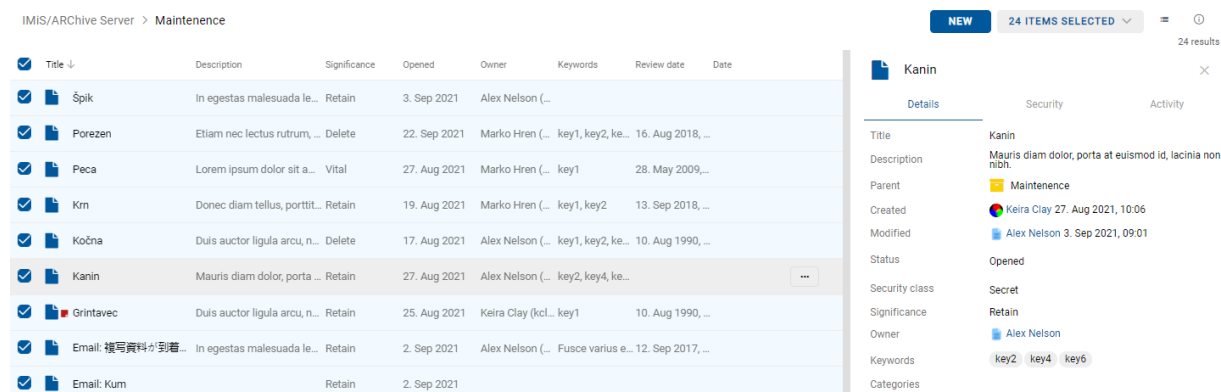 IMiS/ARChive Server > Maintenence
NEW
24 ITEMS SELECTED
24 results
Title Description Significance Opened Owner Keywords Review date Date
Špik In egestas malesuada le... Retain 3. Sep 2021 Alex Nelson (...
Porezen Etiam nec lectus rutrum, ... Delete 22. Sep 2021 Marko Hren (... key1, key2, ke... 16. Aug 2018, ...
Peca Lorem ipsum dolor sit a... Vital 27. Aug 2021 Marko Hren (... key1 28. May 2009,...
Krn Donec diam tellus, porttit... Retain 19. Aug 2021 Marko Hren (... key1, key2 13. Sep 2018, ...
Kočna Duis auctor ligula arcu, n... Delete 17. Aug 2021 Alex Nelson (... key1, key2, ke... 10. Aug 1990, ...
Kanin Mauris diam dolor, porta ... Retain 27. Aug 2021 Alex Nelson (... key2, key4, ke...
Grintavec Duis auctor ligula arcu, n... Retain 25. Aug 2021 Keira Clay (kcl... key1 10. Aug 1990, ...
Email: 複写資料が到着... In egestas malesuada le... Retain 2. Sep 2021 Alex Nelson (... Fusce varius e... 12. Sep 2017, ...
Email: Kum Retain 2. Sep 2021
Kanin
Details Security Activity
Title Kanin
Description Mauris diam dolor, porta at euismod id, lacinia non
nibh.
Parent Maintenence
Created Keira Clay 27. Aug 2021, 10:06
Modified Alex Nelson 3. Sep 2021, 09:01
Status Opened
Security class Secret
Significance Retain
Owner Alex Nelson
Keywords key2 key4 key6
Categories